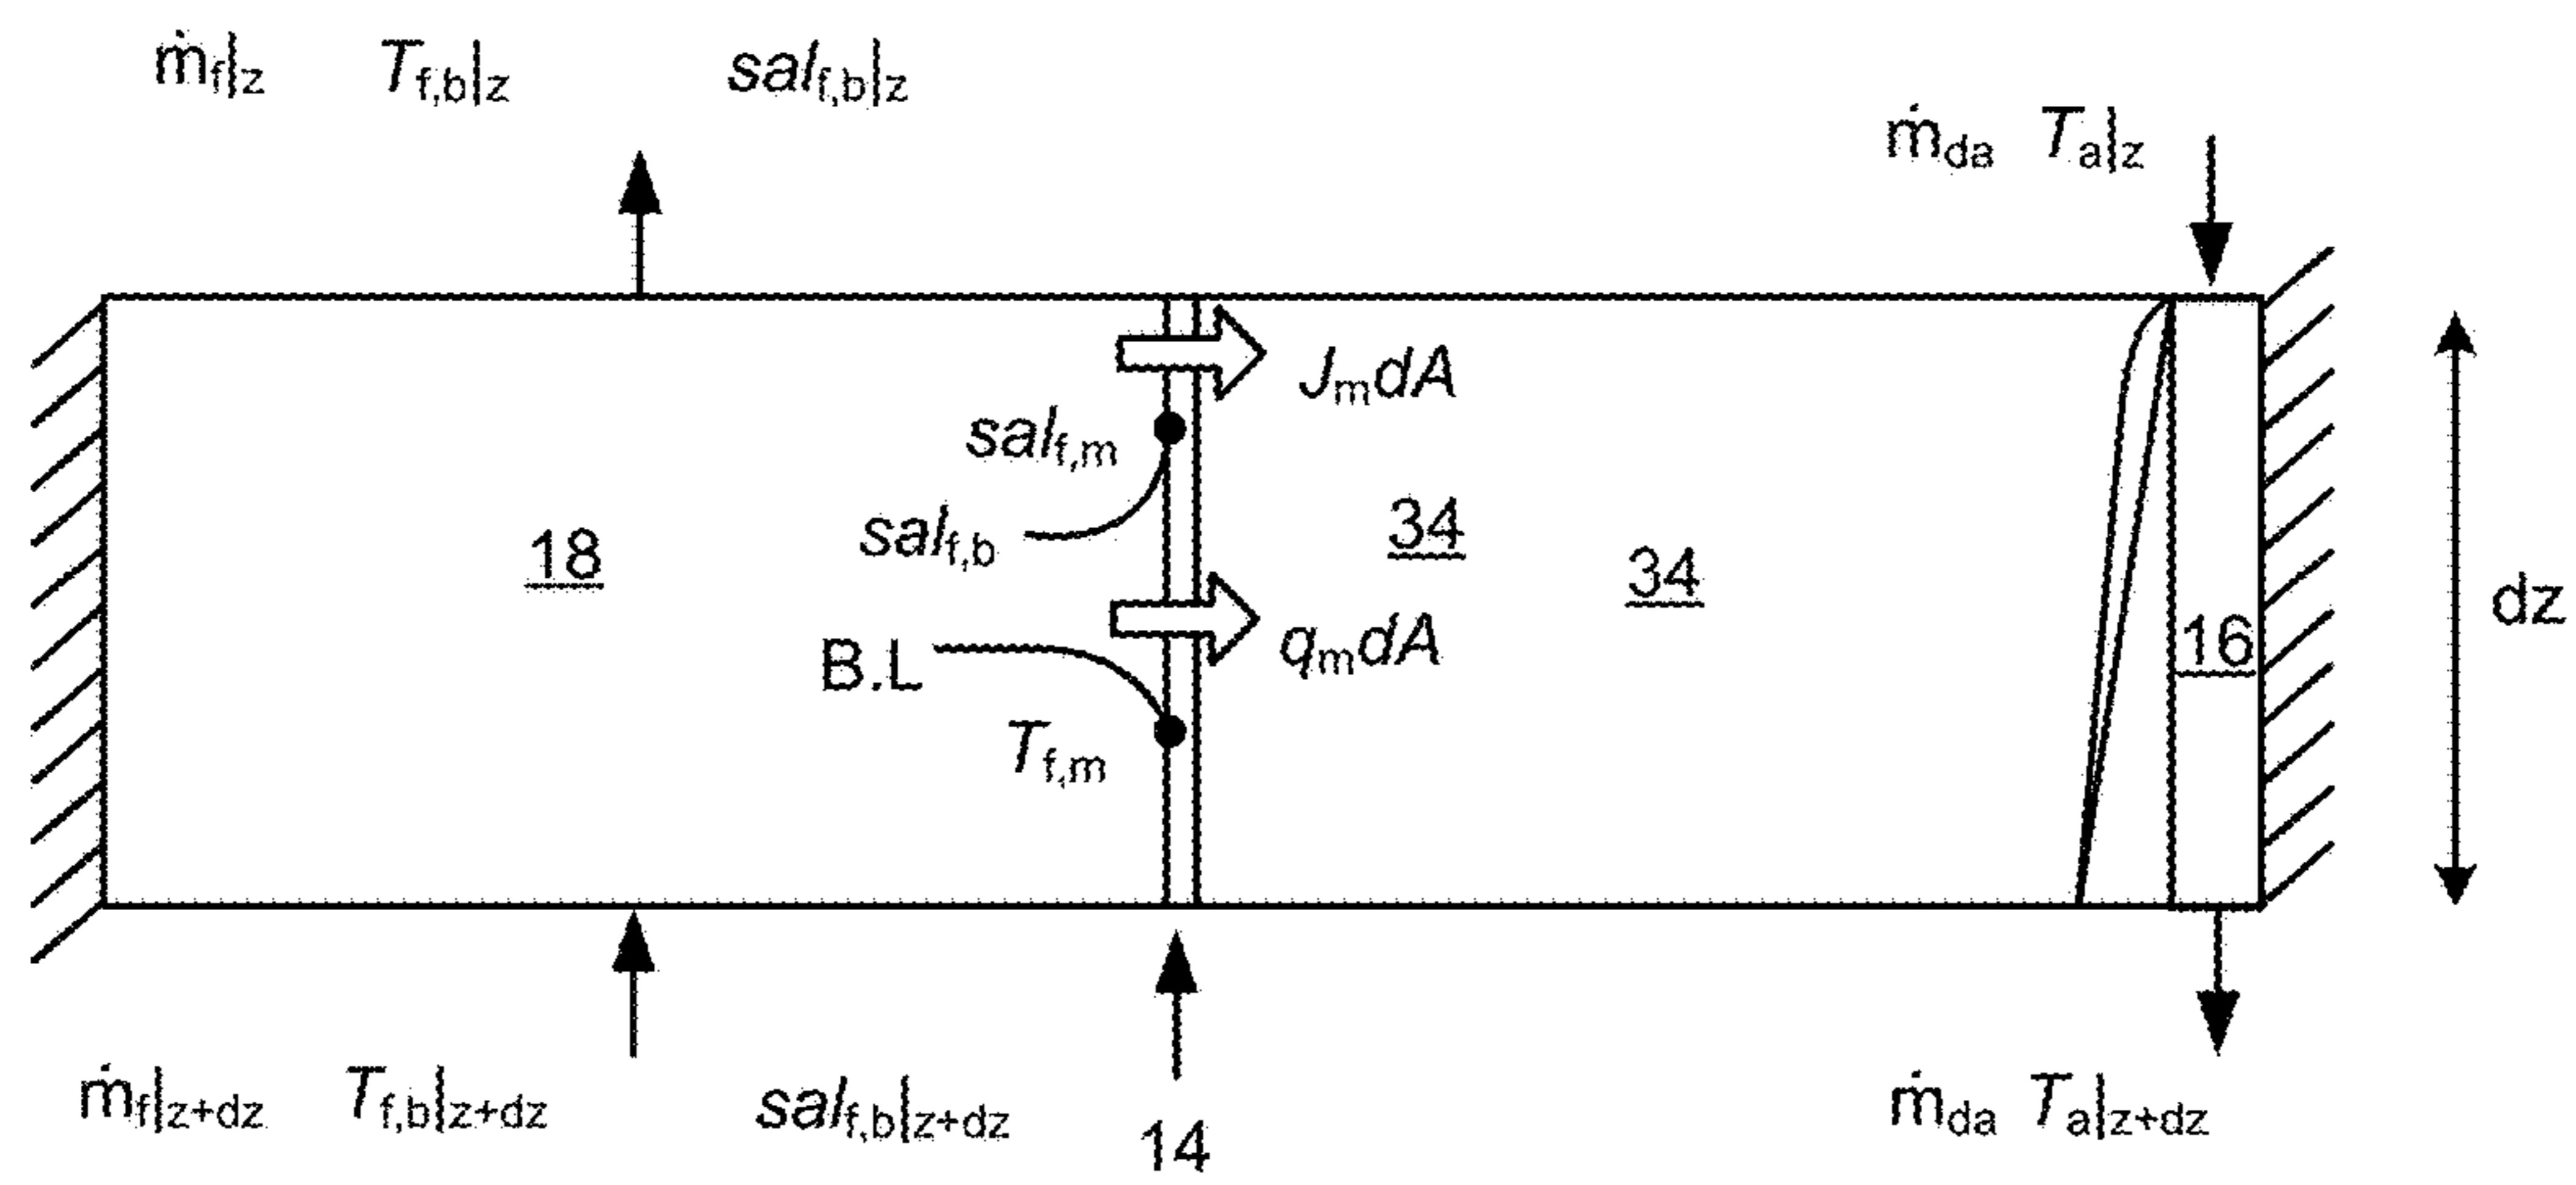 ṁf|z Tf,b|z salf,b|z
ṁda Ta|z
JmdA
salf,m
34
salf,b
18
34
dz
qmdA
16
B.L
Tf,m
ṁf|z+dz Tf,b|z+dz salf,b|z+dz
ṁda Ta|z+dz
14